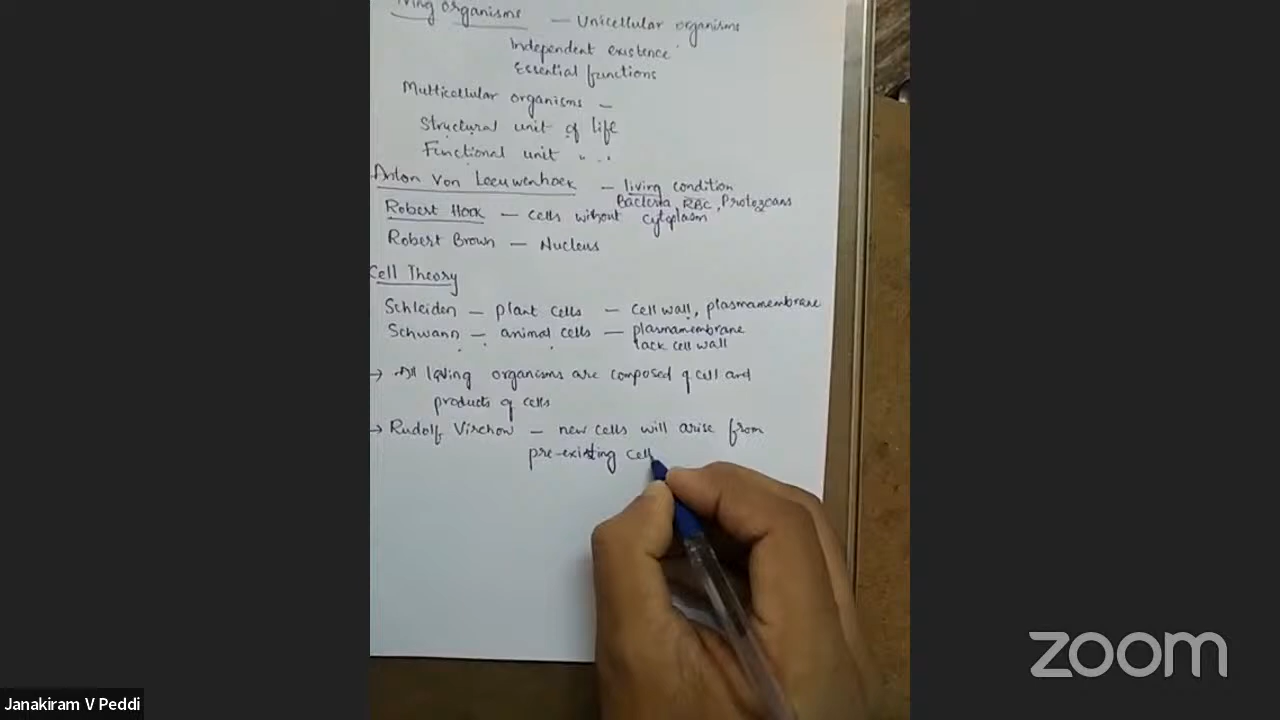 living organisms — Unicellular organisms
Independent existence
Essential functions
Multicellular organisms —
Structural unit of life
Functional unit " . .
Anton Von Leeuwenhoek — living condition
Bacteria, RBC, Protozoans
Robert Hook — cells without cytoplasm
Robert Brown — Nucleus
Cell Theory
Schleiden — plant cells — cell wall, plasmamembrane
Schwann — animal cells — plasmamembrane
lack cell wall
→ All living organisms are composed of cell and
products of cells
→ Rudolf Virchow — new cells will arise from
pre-existing cell
zoom
Janakiram V Peddi